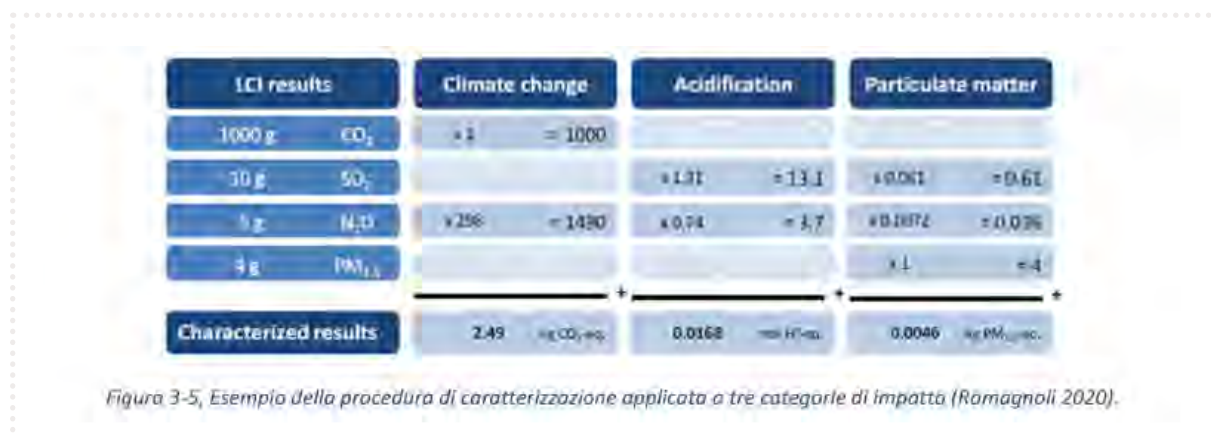 LCI results Climate change Acidification Particulate matter
1000 g CO₂ x 1 = 1000
10 g SO₂ x 1.31 = 13.1 x 0.061 = 0.61
5 g N₂O x 296 = 1480 x 0.74 = 3.7 x 0.0072 = 0.036
4 g PM₂.₅ x 1 = 4
+ + +
Characterized results 2.49 kg CO₂-eq. 0.0168 mol H⁺-eq. 0.0046 kg PM₂.₅-eq.
Figura 3-5, Esempio della procedura di caratterizzazione applicata a tre categorie di impatto (Romagnoli 2020).